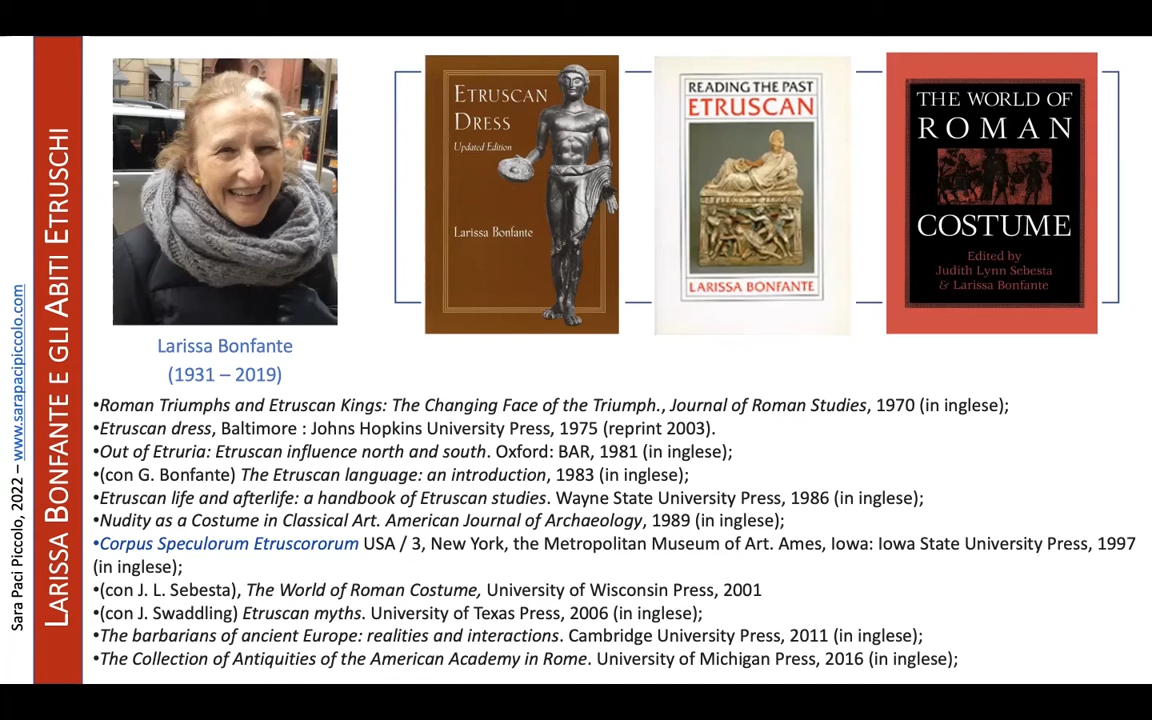 Sara Paci Piccolo, 2022 – www.sarapacipiccolo.com
LARISSA BONFANTE E GLI ABITI ETRUSCHI
ETRUSCAN
DRESS
Updated Edition
Larissa Bonfante
READING THE PAST
ETRUSCAN
LARISSA BONFANTE
THE WORLD OF
ROMAN
COSTUME
Edited by
Judith Lynn Sebesta
& Larissa Bonfante
Larissa Bonfante
(1931 – 2019)
•Roman Triumphs and Etruscan Kings: The Changing Face of the Triumph., Journal of Roman Studies, 1970 (in inglese);
•Etruscan dress, Baltimore : Johns Hopkins University Press, 1975 (reprint 2003).
•Out of Etruria: Etruscan influence north and south. Oxford: BAR, 1981 (in inglese);
•(con G. Bonfante) The Etruscan language: an introduction, 1983 (in inglese);
•Etruscan life and afterlife: a handbook of Etruscan studies. Wayne State University Press, 1986 (in inglese);
•Nudity as a Costume in Classical Art. American Journal of Archaeology, 1989 (in inglese);
•Corpus Speculorum Etruscororum USA / 3, New York, the Metropolitan Museum of Art. Ames, Iowa: Iowa State University Press, 1997
(in inglese);
•(con J. L. Sebesta), The World of Roman Costume, University of Wisconsin Press, 2001
•(con J. Swaddling) Etruscan myths. University of Texas Press, 2006 (in inglese);
•The barbarians of ancient Europe: realities and interactions. Cambridge University Press, 2011 (in inglese);
•The Collection of Antiquities of the American Academy in Rome. University of Michigan Press, 2016 (in inglese);